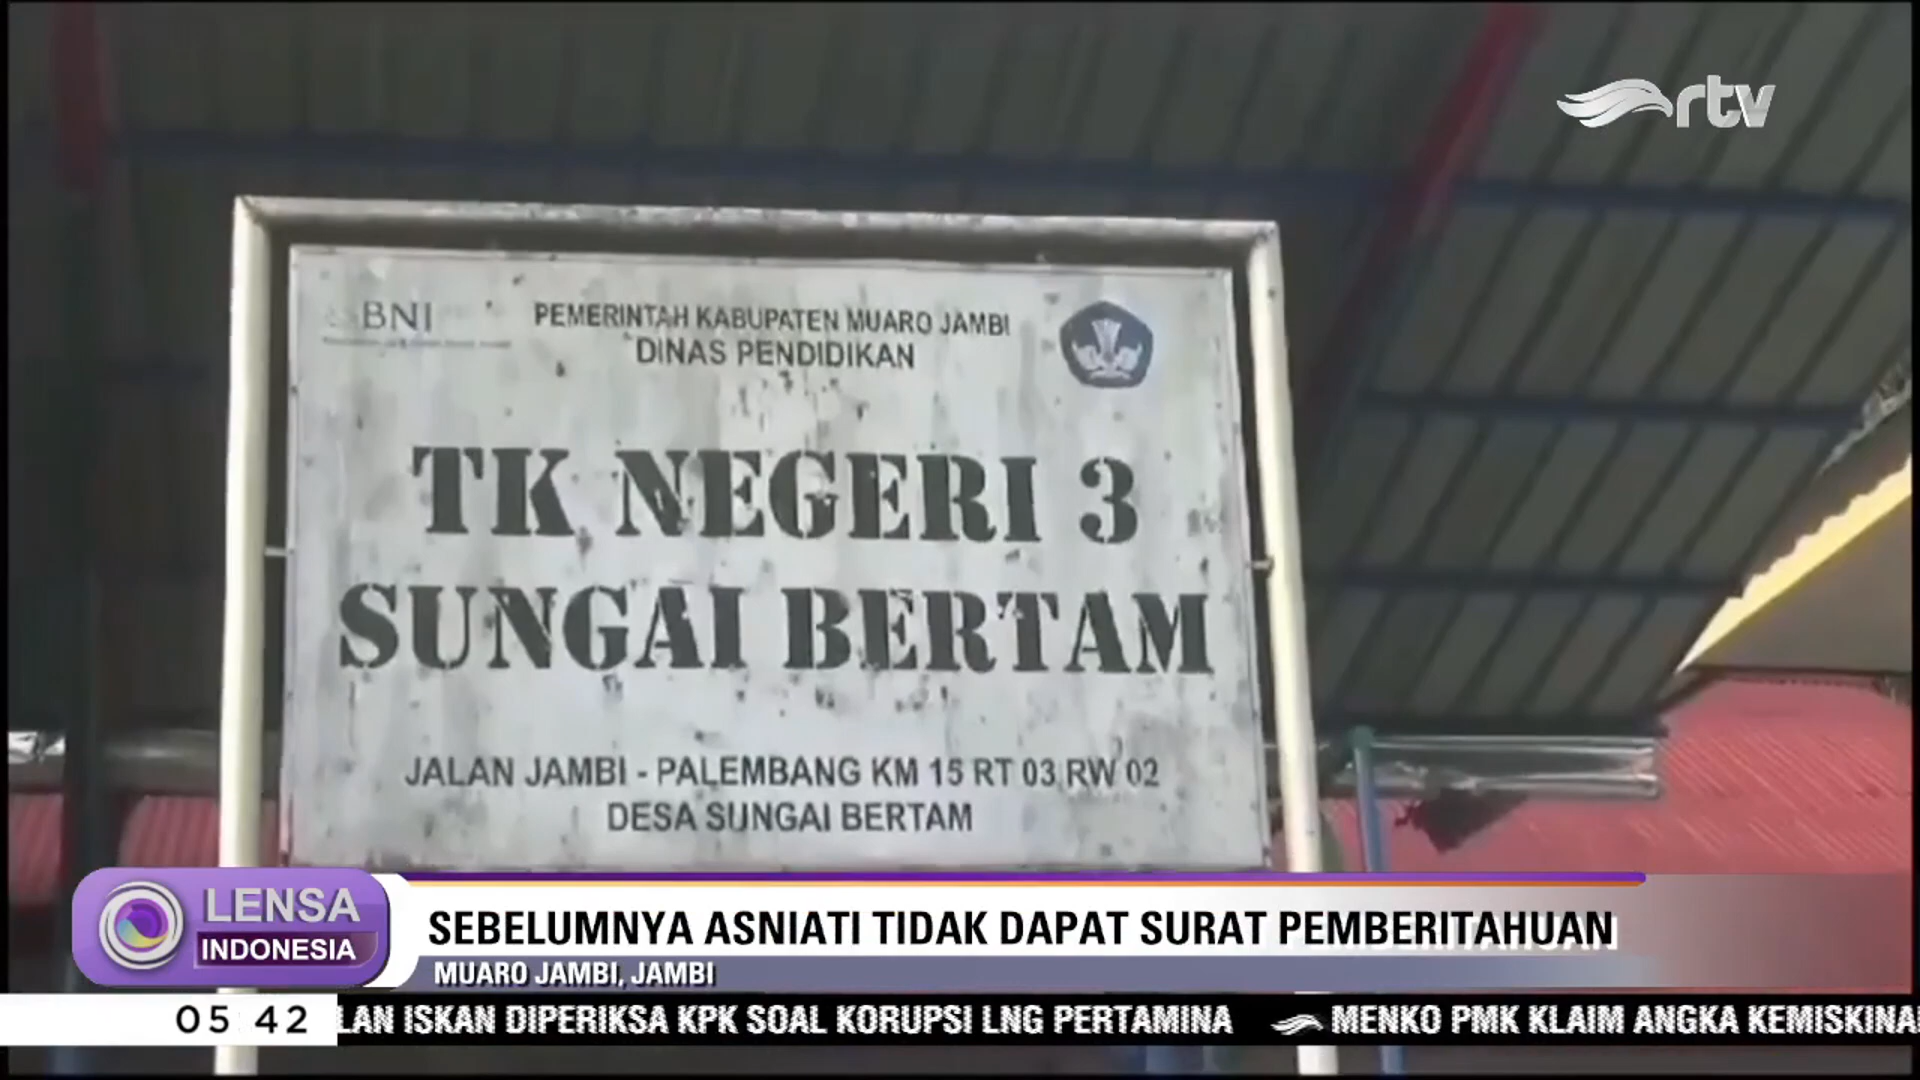 rtv
BNI
PEMERINTAH KABUPATEN MUARO JAMBI
DINAS PENDIDIKAN
TK NEGERI 3
SUNGAI BERTAM
JALAN JAMBI - PALEMBANG KM 15 RT 03 RW 02
DESA SUNGAI BERTAM
LENSA
INDONESIA
SEBELUMNYA ASNIATI TIDAK DAPAT SURAT PEMBERITAHUAN
MUARO JAMBI, JAMBI
05 42
LAN ISKAN DIPERIKSA KPK SOAL KORUPSI LNG PERTAMINA MENKO PMK KLAIM ANGKA KEMISKINA